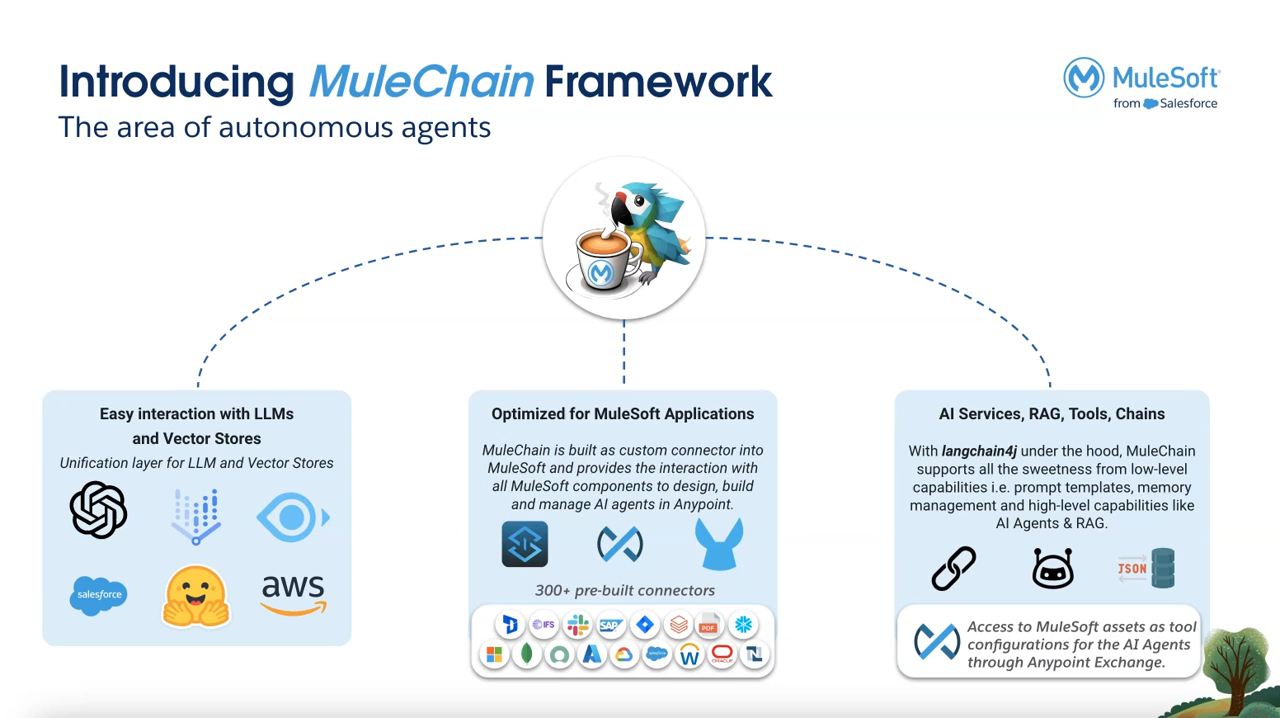 Introducing MuleChain Framework
The area of autonomous agents
MuleSoft
from Salesforce
Easy interaction with LLMs
and Vector Stores
Unification layer for LLM and Vector Stores
salesforce
aws
Optimized for MuleSoft Applications
MuleChain is built as custom connector into
MuleSoft and provides the interaction with
all MuleSoft components to design, build
and manage AI agents in Anypoint.
300+ pre-built connectors
IFS
SAP
PDF
salesforce
ORACLE
AI Services, RAG, Tools, Chains
With langchain4j under the hood, MuleChain
supports all the sweetness from low-level
capabilities i.e. prompt templates, memory
management and high-level capabilities like
AI Agents & RAG.
JSON
Access to MuleSoft assets as tool
configurations for the AI Agents
through Anypoint Exchange.